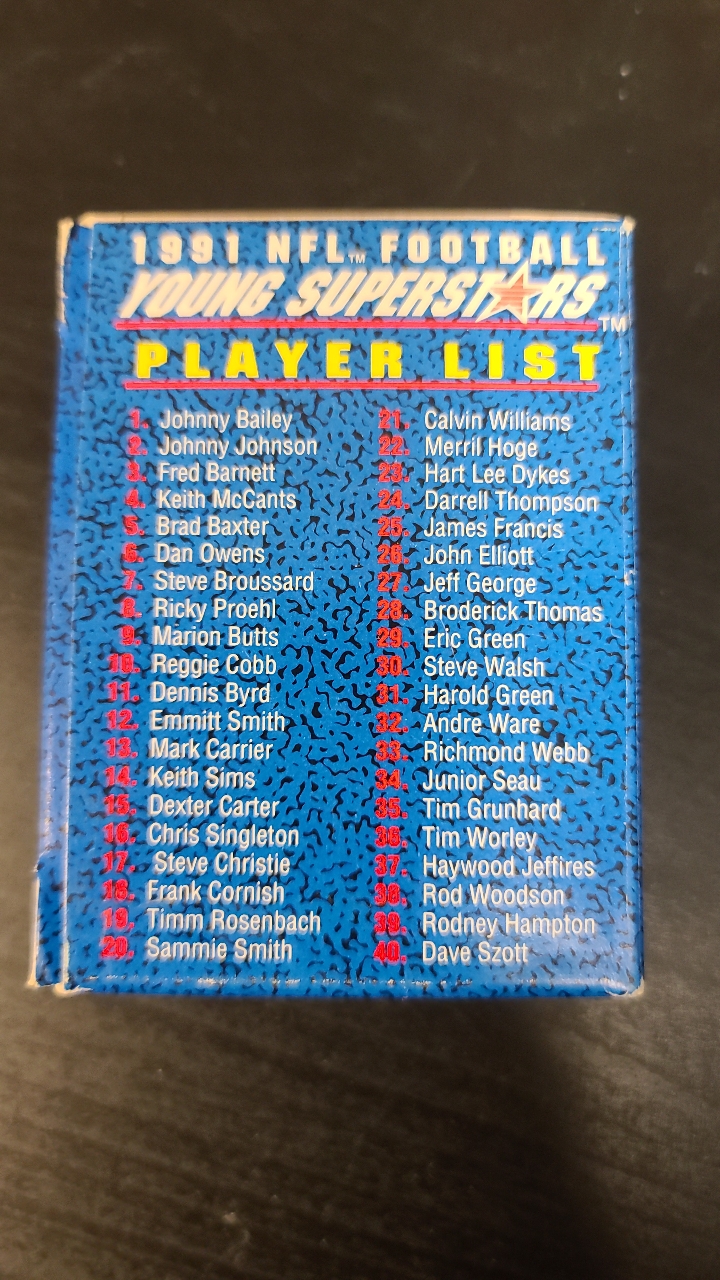 1991 NFL™ FOOTBALL
YOUNG SUPERSTARS™
PLAYER LIST
1. Johnny Bailey
2. Johnny Johnson
3. Fred Barnett
4. Keith McCants
5. Brad Baxter
6. Dan Owens
7. Steve Broussard
8. Ricky Proehl
9. Marion Butts
10. Reggie Cobb
11. Dennis Byrd
12. Emmitt Smith
13. Mark Carrier
14. Keith Sims
15. Dexter Carter
16. Chris Singleton
17. Steve Christie
18. Frank Cornish
19. Timm Rosenbach
20. Sammie Smith
21. Calvin Williams
22. Merril Hoge
23. Hart Lee Dykes
24. Darrell Thompson
25. James Francis
26. John Elliott
27. Jeff George
28. Broderick Thomas
29. Eric Green
30. Steve Walsh
31. Harold Green
32. Andre Ware
33. Richmond Webb
34. Junior Seau
35. Tim Grunhard
36. Tim Worley
37. Haywood Jeffires
38. Rod Woodson
39. Rodney Hampton
40. Dave Szott